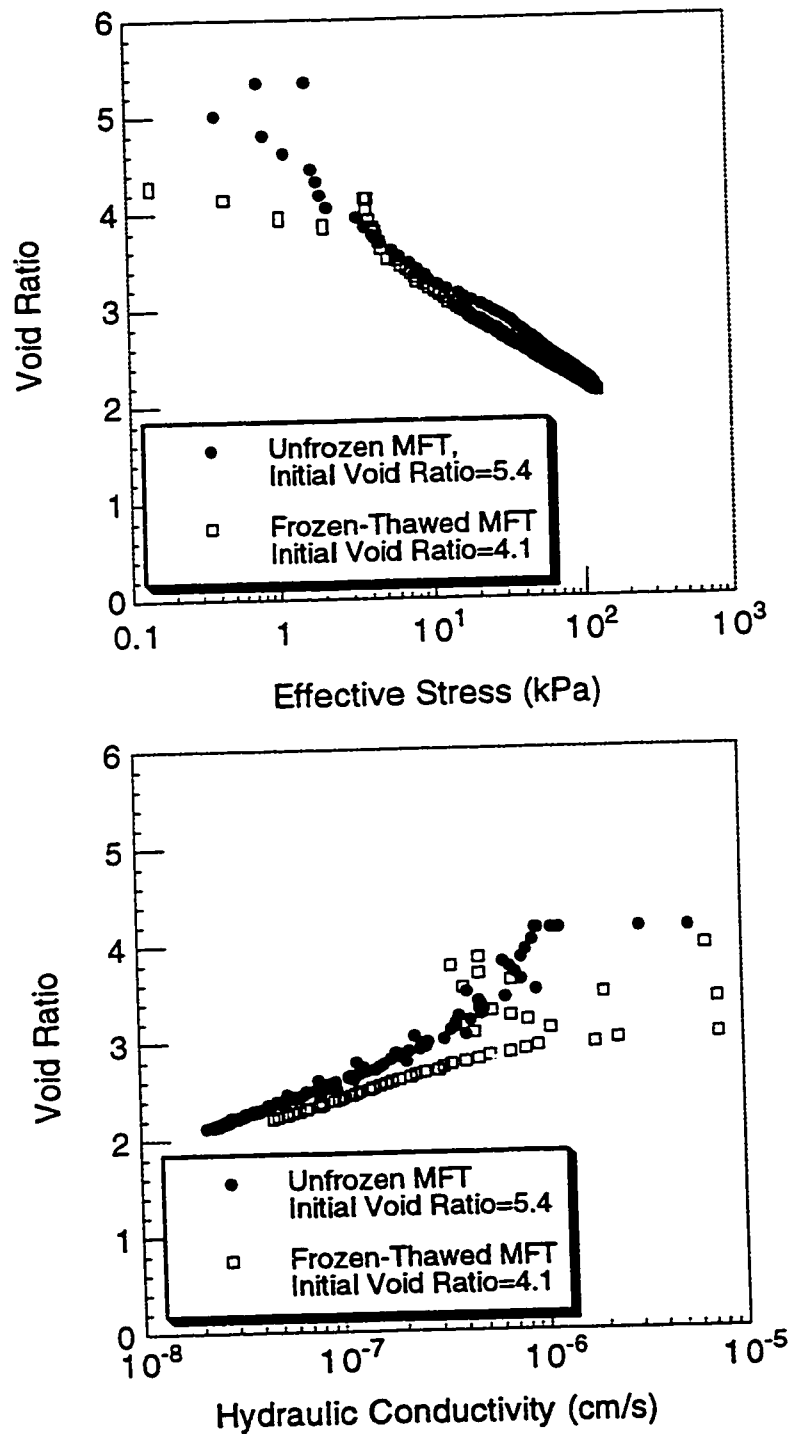 6
5
4
3
2
1
0
Void Ratio
Unfrozen MFT,
Initial Void Ratio=5.4
Frozen-Thawed MFT
Initial Void Ratio=4.1
0.1 1 10¹ 10² 10³
Effective Stress (kPa)
6
5
4
3
2
1
0
Void Ratio
Unfrozen MFT
Initial Void Ratio=5.4
Frozen-Thawed MFT
Initial Void Ratio=4.1
10⁻⁸ 10⁻⁷ 10⁻⁶ 10⁻⁵
Hydraulic Conductivity (cm/s)